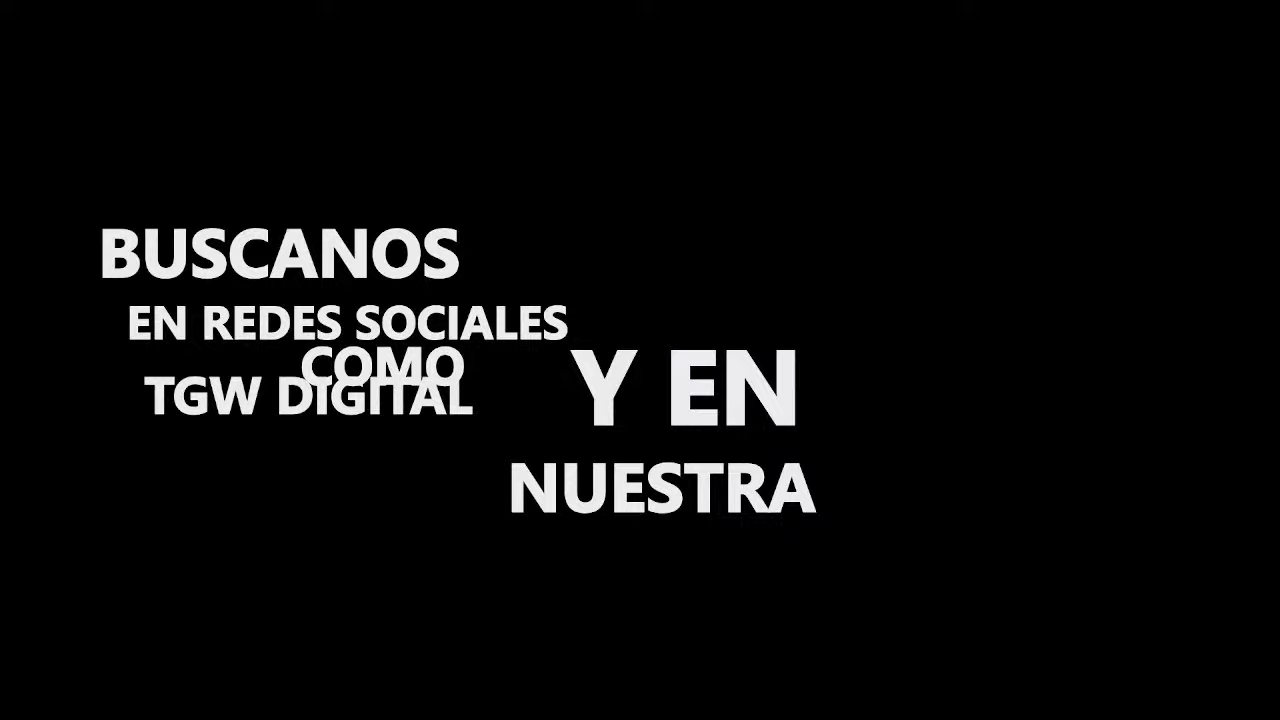 BUSCANOS
EN REDES SOCIALES
COMO
TGW DIGITAL
Y EN
NUESTRA